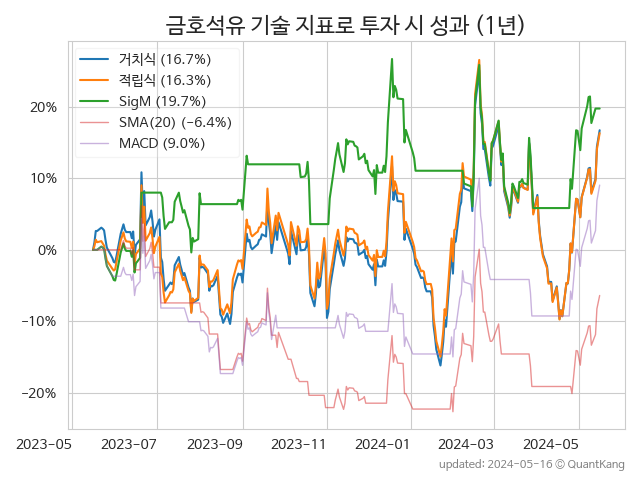 금호석유 기술 지표로 투자 시 성과 (1년)
거치식 (16.7%)
적립식 (16.3%)
SigM (19.7%)
SMA(20) (−6.4%)
MACD (9.0%)
20%
10%
0%
−10%
−20%
2023-05 2023-07 2023-09 2023-11 2024-01 2024-03 2024-05
updated: 2024-05-16 © QuantKang